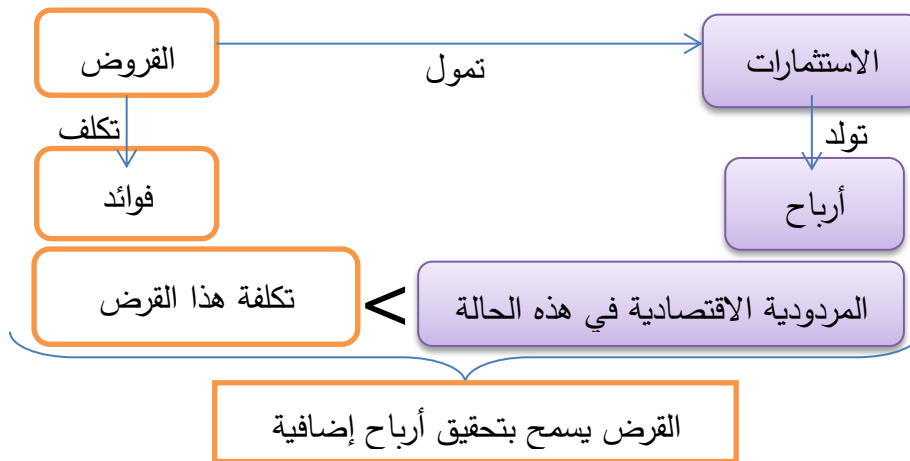 الاستثمارات
تمول
القروض
تولد
تكلف
أرباح
فوائد
المردودية الاقتصادية في هذه الحالة < تكلفة هذا القرض
القرض يسمح بتحقيق أرباح إضافية